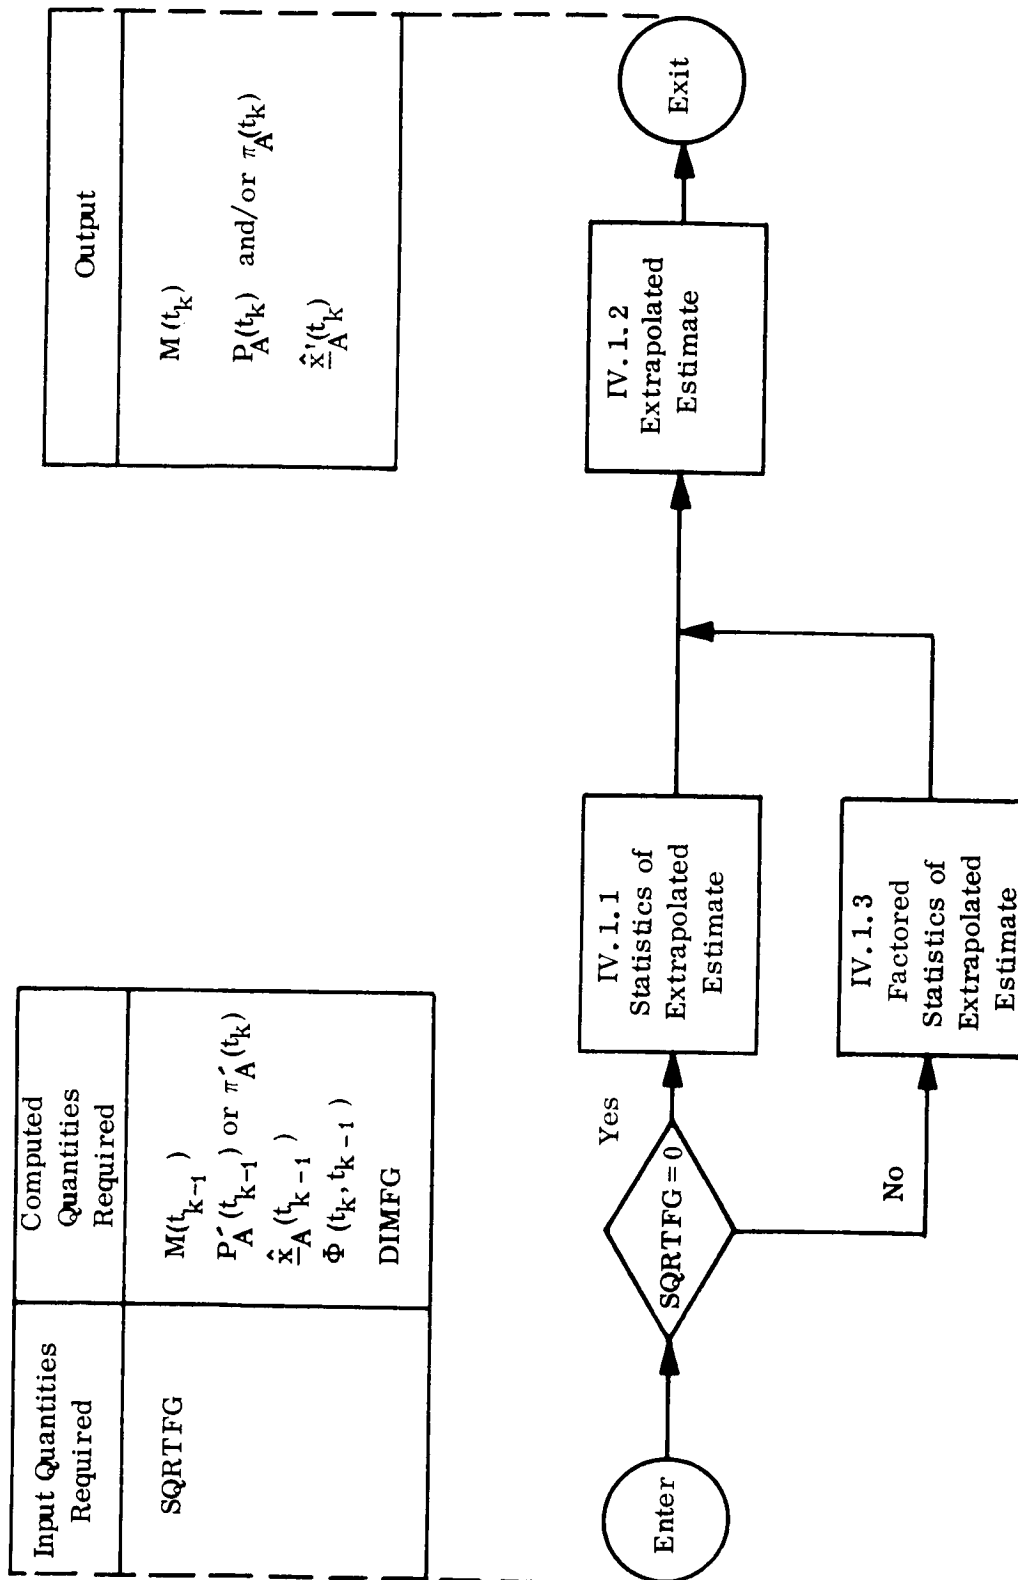 Input Quantities
Required
SQRTFG
Computed
Quantities
Required
M(t_{k-1})
P´_A(t_{k-1}) or π´_A(t_k)
x̂_A(t_{k-1})
Φ(t_k, t_{k-1})
DIMFG
Output
M(t_k)
P_A(t_k) and/or π_A(t_k)
x̂'_A(t_k)
Enter
SQRTFG = 0
Yes
No
IV.1.1
Statistics of
Extrapolated
Estimate
IV.1.3
Factored
Statistics of
Extrapolated
Estimate
IV.1.2
Extrapolated
Estimate
Exit